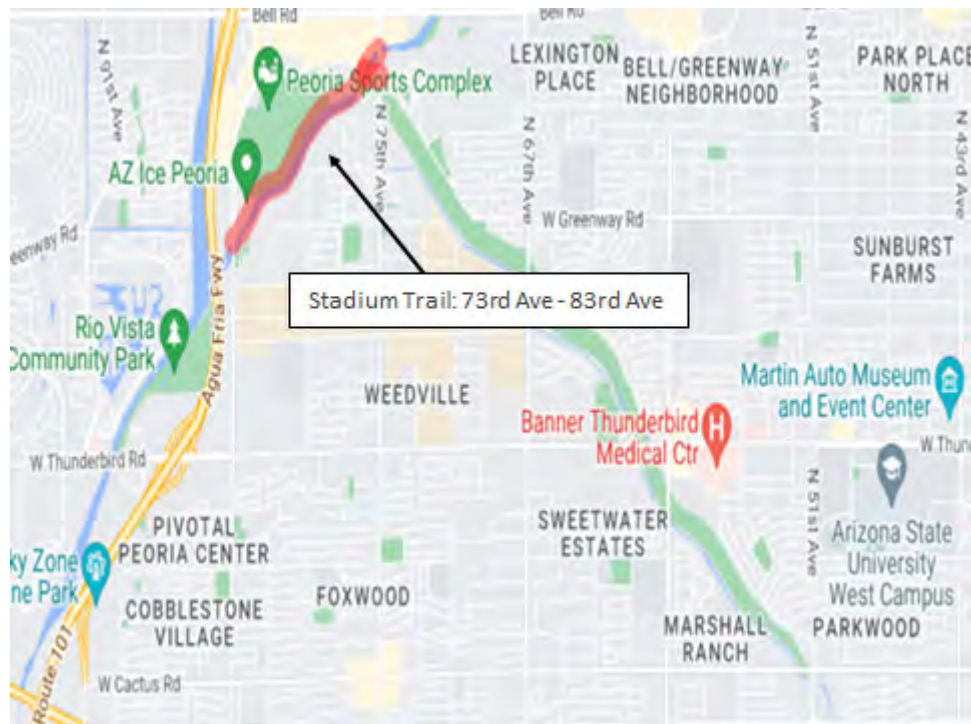 Bell Rd
Bell Rd
N 91st Ave
Peoria Sports Complex
LEXINGTON
PLACE
BELL/GREENWAY
NEIGHBORHOOD
N 51st Ave
PARK PLACE
NORTH
AZ Ice Peoria
N 75th Ave
N 67th Ave
N 43rd Ave
W Greenway Rd
eenway Rd
SUNBURST
FARMS
Stadium Trail: 73rd Ave - 83rd Ave
Rio Vista
Community Park
Agua Fria Fwy
WEEDVILLE
Martin Auto Museum
and Event Center
Banner Thunderbird
Medical Ctr
W Thunderbird Rd
W Thun
PIVOTAL
PEORIA CENTER
SWEETWATER
ESTATES
N 51st Ave
Arizona State
University
West Campus
ky Zone
ne Park
COBBLESTONE
VILLAGE
FOXWOOD
MARSHALL
RANCH
PARKWOOD
Route 101
W Cactus Rd